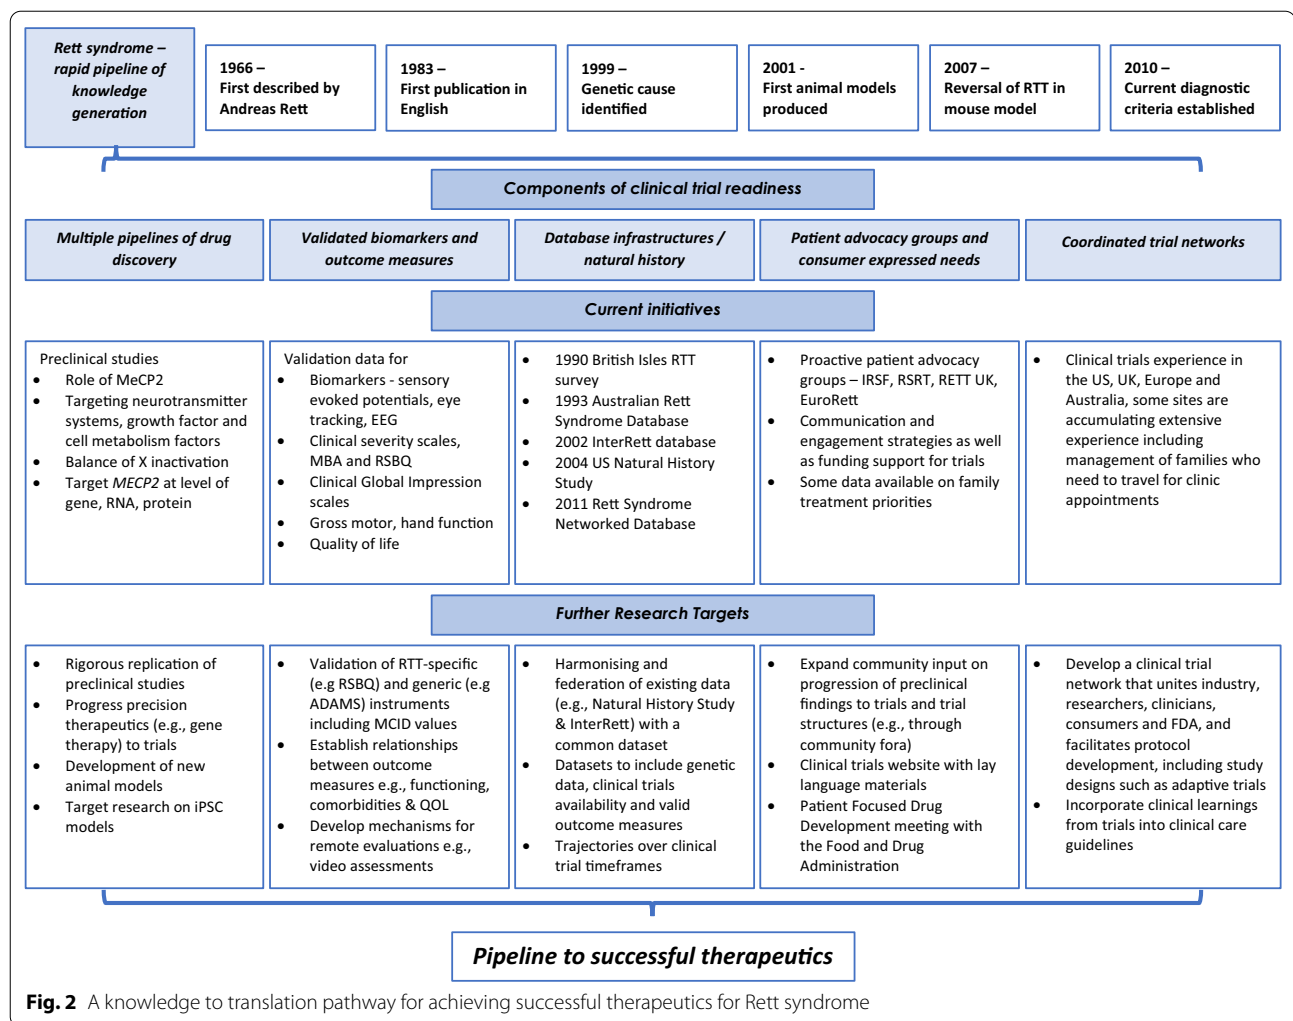 Rett syndrome –
rapid pipeline of
knowledge
generation
1966 –
First described by
Andreas Rett
1983 –
First publication in
English
1999 –
Genetic cause
identified
2001 -
First animal models
produced
2007 –
Reversal of RTT in
mouse model
2010 –
Current diagnostic
criteria established
Components of clinical trial readiness
Multiple pipelines of drug
discovery
Validated biomarkers and
outcome measures
Database infrastructures /
natural history
Patient advocacy groups and
consumer expressed needs
Coordinated trial networks
Current initiatives
Preclinical studies
• Role of MeCP2
• Targeting neurotransmitter
systems, growth factor and
cell metabolism factors
• Balance of X inactivation
• Target MECP2 at level of
gene, RNA, protein
Validation data for
• Biomarkers - sensory
evoked potentials, eye
tracking, EEG
• Clinical severity scales,
MBA and RSBQ
• Clinical Global Impression
scales
• Gross motor, hand function
• Quality of life
• 1990 British Isles RTT
survey
• 1993 Australian Rett
Syndrome Database
• 2002 InterRett database
• 2004 US Natural History
Study
• 2011 Rett Syndrome
Networked Database
• Proactive patient advocacy
groups – IRSF, RSRT, RETT UK,
EuroRett
• Communication and
engagement strategies as well
as funding support for trials
• Some data available on family
treatment priorities
• Clinical trials experience in
the US, UK, Europe and
Australia, some sites are
accumulating extensive
experience including
management of families who
need to travel for clinic
appointments
Further Research Targets
• Rigorous replication of
preclinical studies
• Progress precision
therapeutics (e.g., gene
therapy) to trials
• Development of new
animal models
• Target research on iPSC
models
• Validation of RTT-specific
(e.g RSBQ) and generic (e.g
ADAMS) instruments
including MCID values
• Establish relationships
between outcome
measures e.g., functioning,
comorbidities & QOL
• Develop mechanisms for
remote evaluations e.g.,
video assessments
• Harmonising and
federation of existing data
(e.g., Natural History Study
& InterRett) with a
common dataset
• Datasets to include genetic
data, clinical trials
availability and valid
outcome measures
• Trajectories over clinical
trial timeframes
• Expand community input on
progression of preclinical
findings to trials and trial
structures (e.g., through
community fora)
• Clinical trials website with lay
language materials
• Patient Focused Drug
Development meeting with
the Food and Drug
Administration
• Develop a clinical trial
network that unites industry,
researchers, clinicians,
consumers and FDA, and
facilitates protocol
development, including study
designs such as adaptive trials
• Incorporate clinical learnings
from trials into clinical care
guidelines
Pipeline to successful therapeutics
Fig. 2 A knowledge to translation pathway for achieving successful therapeutics for Rett syndrome